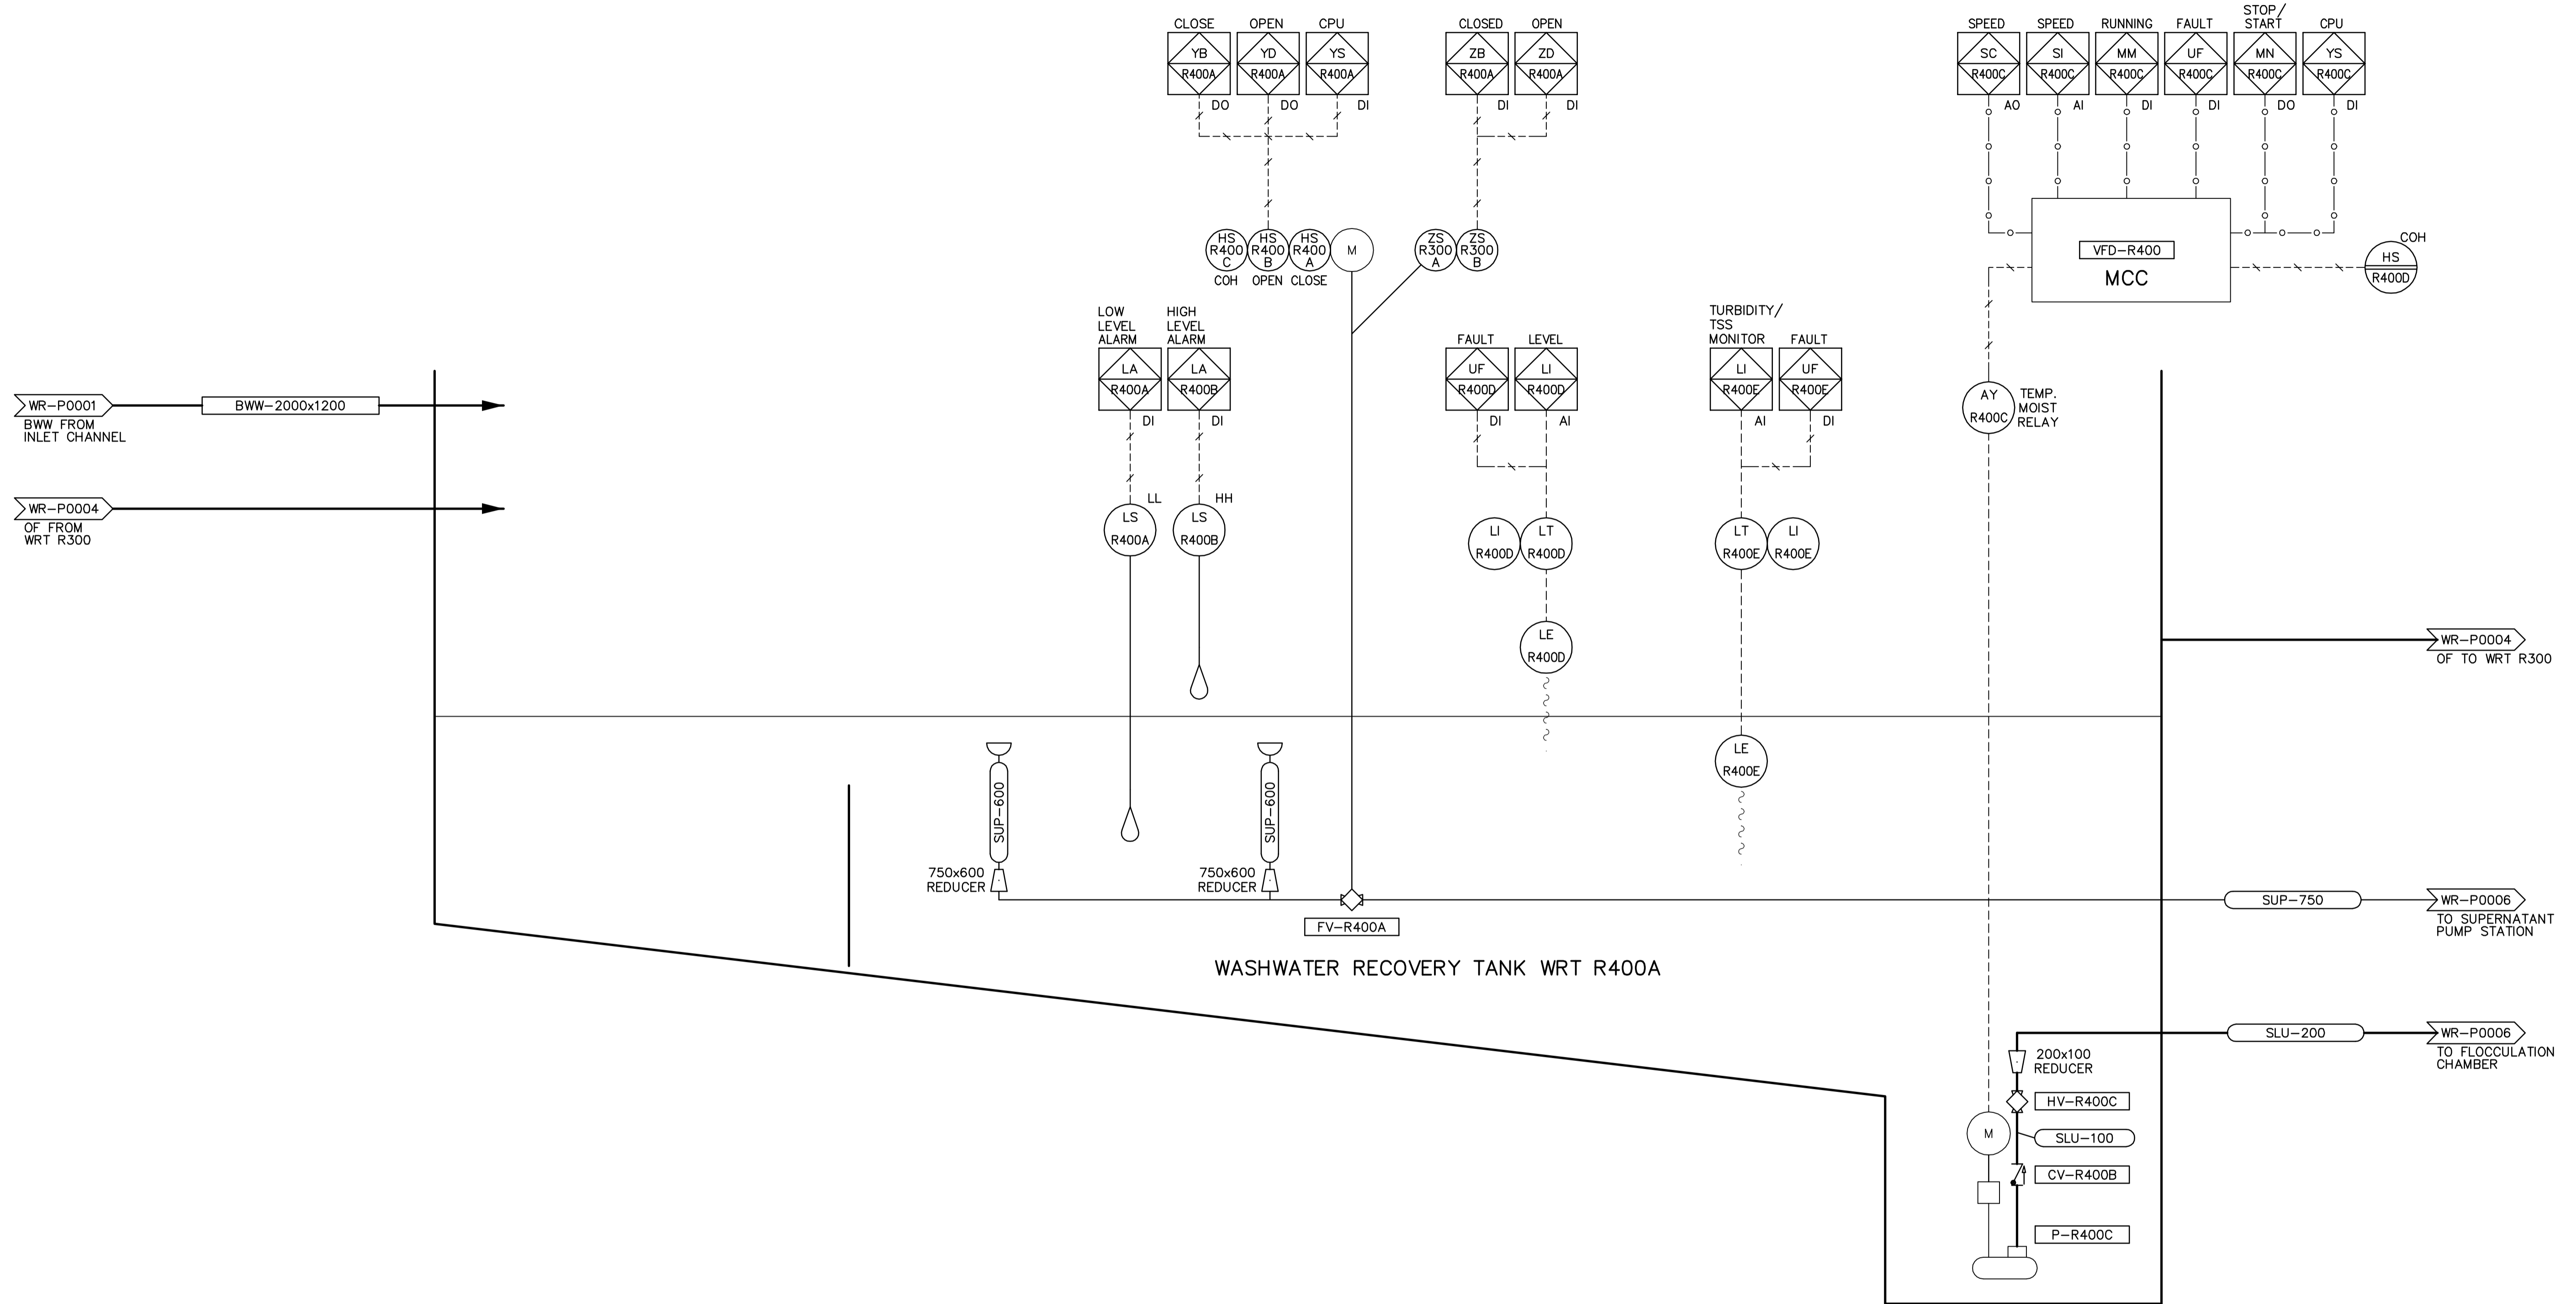 CLOSE
YB
R400A
DO
OPEN
YD
R400A
DO
CPU
YS
R400A
DI
CLOSED
ZB
R400A
DI
OPEN
ZD
R400A
DI
SPEED
SC
R400C
AO
SPEED
SI
R400C
AI
RUNNING
MM
R400C
DI
FAULT
UF
R400C
DI
STOP/
START
MN
R400C
DO
CPU
YS
R400C
DI
HS
R400
C
COH
HS
R400
B
OPEN
HS
R400
A
CLOSE
M
ZS
R300
A
ZS
R300
B
VFD-R400
MCC
COH
HS
R400D
LOW
LEVEL
ALARM
LA
R400A
DI
HIGH
LEVEL
ALARM
LA
R400B
DI
FAULT
UF
R400D
DI
LEVEL
LI
R400D
AI
TURBIDITY/
TSS
MONITOR
LI
R400E
AI
FAULT
UF
R400E
DI
AY
R400C
TEMP.
MOIST
RELAY
WR-P0001
BWW-2000x1200
BWW FROM
INLET CHANNEL
WR-P0004
OF FROM
WRT R300
LL
LS
R400A
HH
LS
R400B
LI
R400D
LT
R400D
LT
R400E
LI
R400E
LE
R400D
LE
R400E
WR-P0004
OF TO WRT R300
SUP-600
750x600
REDUCER
SUP-600
750x600
REDUCER
FV-R400A
SUP-750
WR-P0006
TO SUPERNATANT
PUMP STATION
WASHWATER RECOVERY TANK WRT R400A
SLU-200
WR-P0006
TO FLOCCULATION
CHAMBER
200x100
REDUCER
HV-R400C
M
SLU-100
CV-R400B
P-R400C